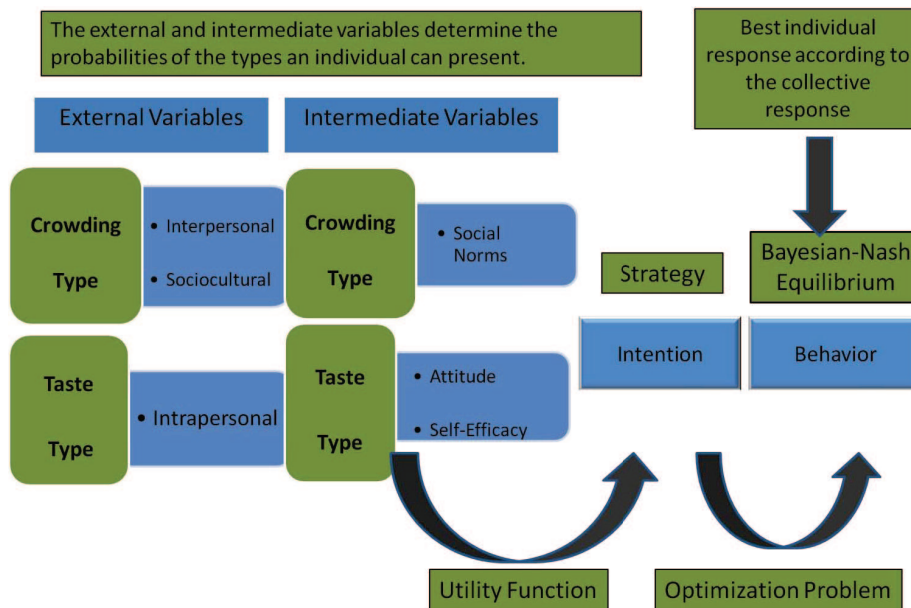 The external and intermediate variables determine the
probabilities of the types an individual can present.
Best individual
response according to
the collective
response
External Variables
Intermediate Variables
Crowding
Type
• Interpersonal
• Sociocultural
Crowding
Type
• Social
Norms
Strategy
Bayesian-Nash
Equilibrium
Intention
Behavior
Taste
Type
• Intrapersonal
Taste
Type
• Attitude
• Self-Efficacy
Utility Function
Optimization Problem